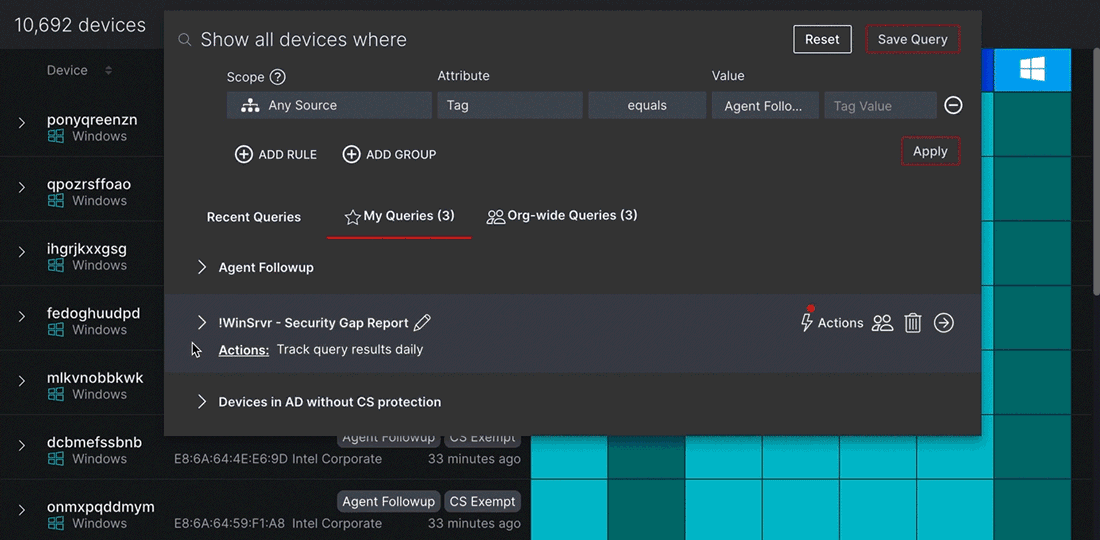 10,692 devices
Show all devices where
Reset
Save Query
Device
Scope ?
Attribute
Value
Any Source
Tag
equals
Agent Follo...
Tag Value
ponyqreenzn
Windows
ADD RULE
ADD GROUP
Apply
qpozrsffoao
Windows
Recent Queries
My Queries (3)
Org-wide Queries (3)
ihgrjkxxgsg
Windows
Agent Followup
fedoghuudpd
Windows
!WinSrvr - Security Gap Report
Actions
Actions: Track query results daily
mlkvnobbkwk
Windows
Devices in AD without CS protection
dcbmefssbnb
Windows
Agent Followup
CS Exempt
E8:6A:64:4E:E6:9D Intel Corporate
33 minutes ago
onmxpqddmym
Windows
Agent Followup
CS Exempt
E8:6A:64:59:F1:A8 Intel Corporate
33 minutes ago